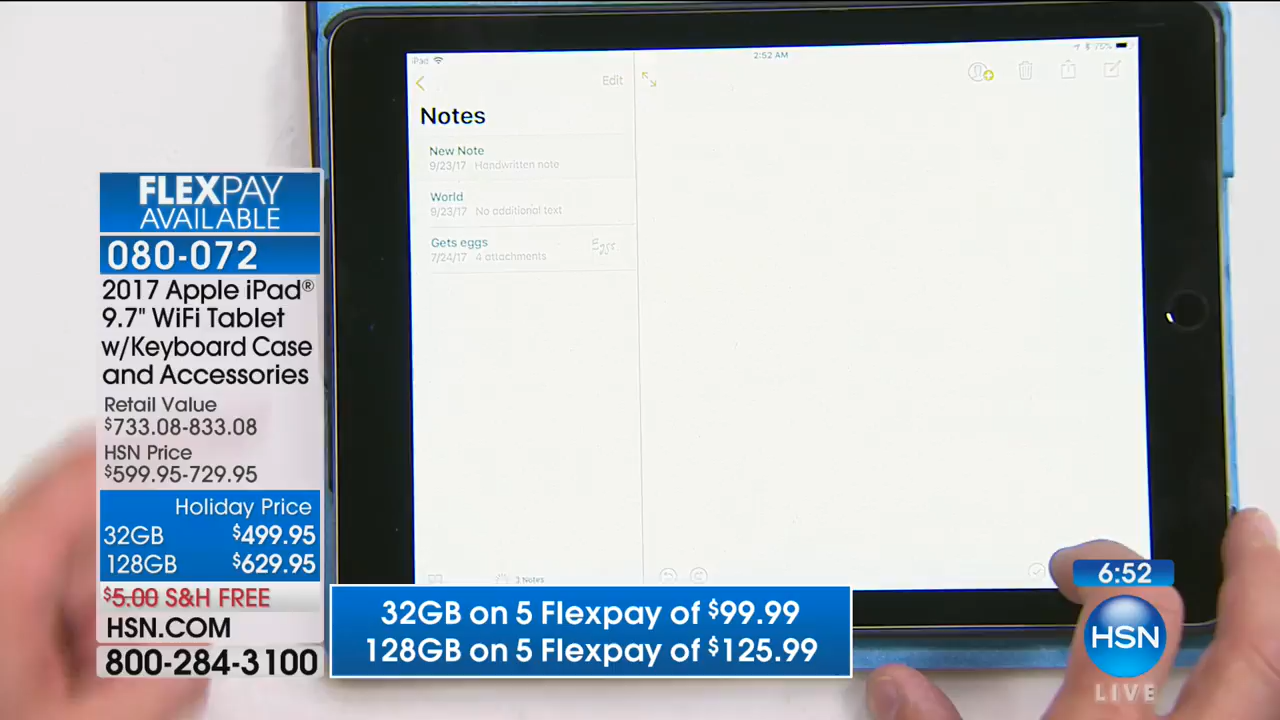 FLEXPAY
AVAILABLE
080-072
2017 Apple iPad®
9.7" WiFi Tablet
w/Keyboard Case
and Accessories
Retail Value
$733.08-833.08
HSN Price
$599.95-729.95
Holiday Price
32GB $499.95
128GB $629.95
$5.00 S&H FREE
HSN.COM
800-284-3100
iPad
2:52 AM
75%
Edit
Notes
New Note
9/23/17 Handwritten note
World
9/23/17 No additional text
Gets eggs
7/24/17 4 attachments
3 Notes
32GB on 5 Flexpay of $99.99
128GB on 5 Flexpay of $125.99
6:52
HSN
LIVE